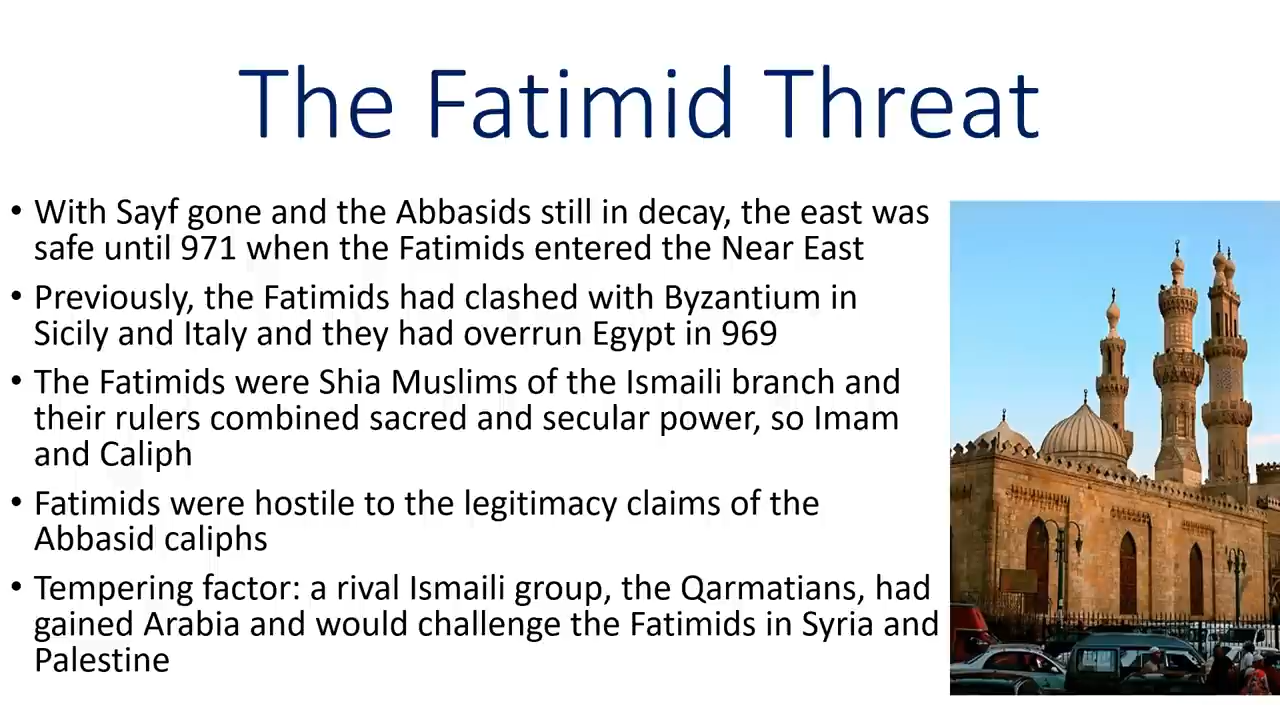 The Fatimid Threat
• With Sayf gone and the Abbasids still in decay, the east was
safe until 971 when the Fatimids entered the Near East
• Previously, the Fatimids had clashed with Byzantium in
Sicily and Italy and they had overrun Egypt in 969
• The Fatimids were Shia Muslims of the Ismaili branch and
their rulers combined sacred and secular power, so Imam
and Caliph
• Fatimids were hostile to the legitimacy claims of the
Abbasid caliphs
• Tempering factor: a rival Ismaili group, the Qarmatians, had
gained Arabia and would challenge the Fatimids in Syria and
Palestine